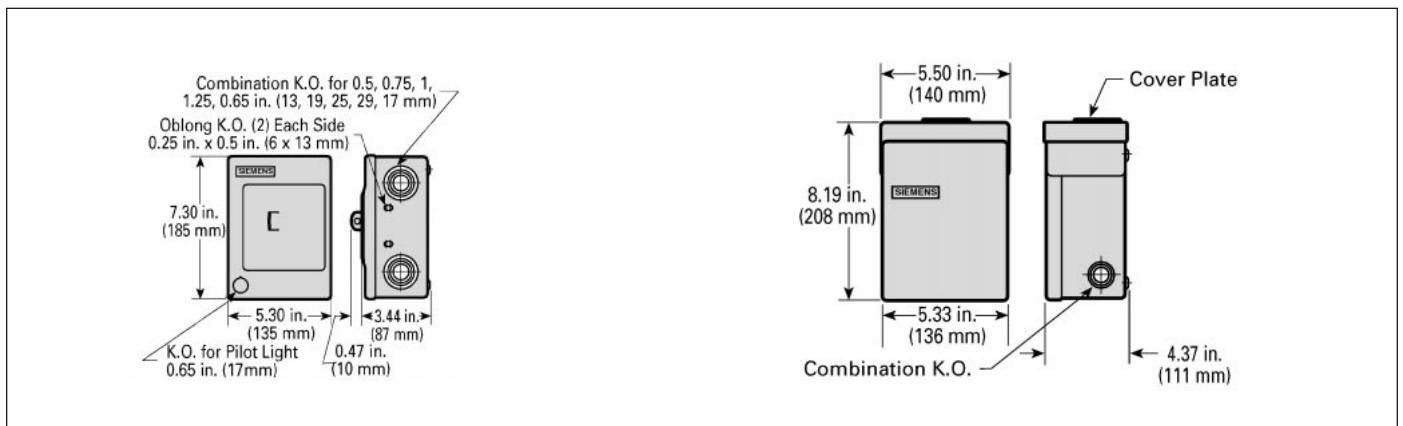 Combination K.O. for 0.5, 0.75, 1,
1.25, 0.65 in. (13, 19, 25, 29, 17 mm)
Oblong K.O. (2) Each Side
0.25 in. x 0.5 in. (6 x 13 mm)
SIEMENS
7.30 in.
(185 mm)
5.30 in.
(135 mm)
3.44 in.
(87 mm)
K.O. for Pilot Light
0.65 in. (17mm)
0.47 in.
(10 mm)
5.50 in.
(140 mm)
Cover Plate
8.19 in.
(208 mm)
SIEMENS
5.33 in.
(136 mm)
Combination K.O.
4.37 in.
(111 mm)